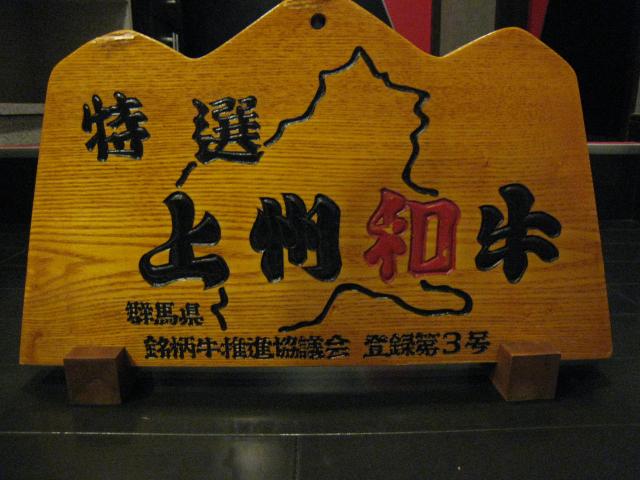 特選
上州和牛
群馬県
銘柄牛推進協議会 登録第3号